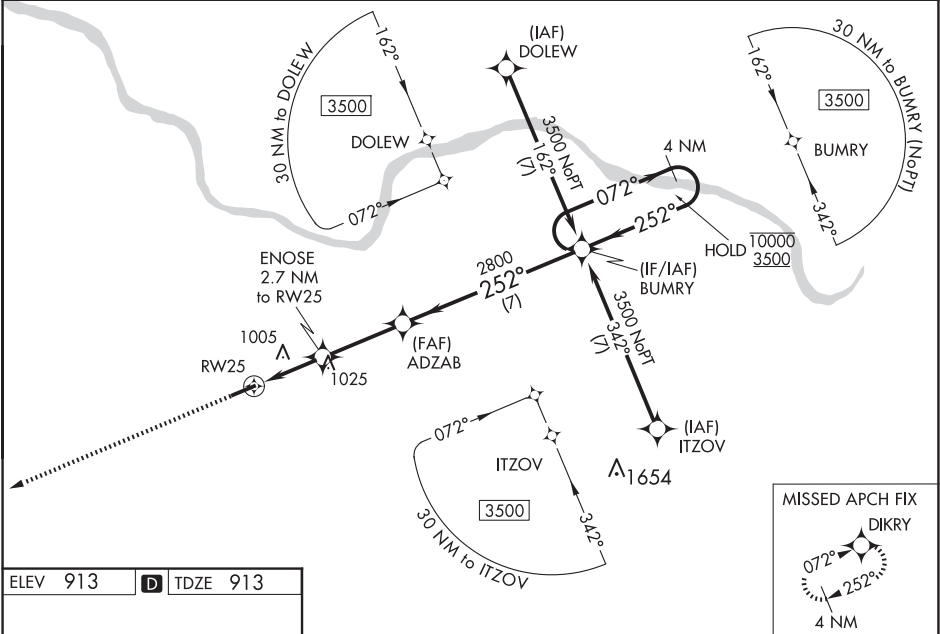 30 NM to DOLEW
162°
3500
DOLEW
072°
(IAF)
DOLEW
3500 NoPT
162°
(7)
4 NM
072°
252°
HOLD
10000
3500
30 NM to BUMRY (NoPT)
162°
3500
BUMRY
342°
(IF/IAF)
BUMRY
2800
252°
(7)
ENOSE
2.7 NM
to RW25
1005
RW25
1025
(FAF)
ADZAB
3500 NoPT
342°
(7)
(IAF)
ITZOV
1654
072°
ITZOV
3500
342°
30 NM to ITZOV
MISSED APCH FIX
DIKRY
072°
252°
4 NM
ELEV 913 D TDZE 913